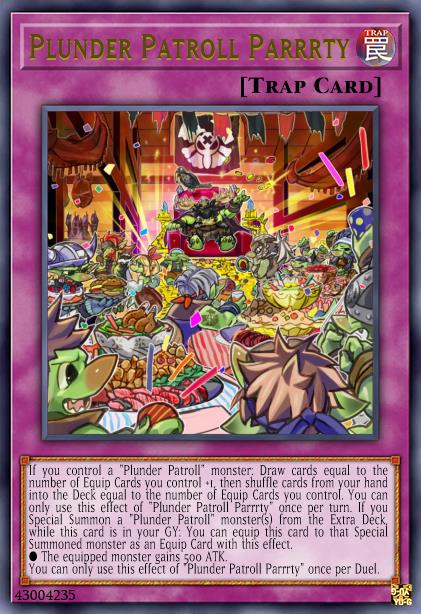 PLUNDER PATROLL PARRRTY
TRAP
罠
[TRAP CARD]
If you control a "Plunder Patroll" monster: Draw cards equal to the
number of Equip Cards you control +1, then shuffle cards from your hand
into the Deck equal to the number of Equip Cards you control. You can
only use this effect of "Plunder Patroll Parrrty" once per turn. If you
Special Summon a "Plunder Patroll" monster(s) from the Extra Deck,
while this card is in your GY: You can equip this card to that Special
Summoned monster as an Equip Card with this effect.
● The equipped monster gains 500 ATK.
You can only use this effect of "Plunder Patroll Parrrty" once per Duel.
43004235